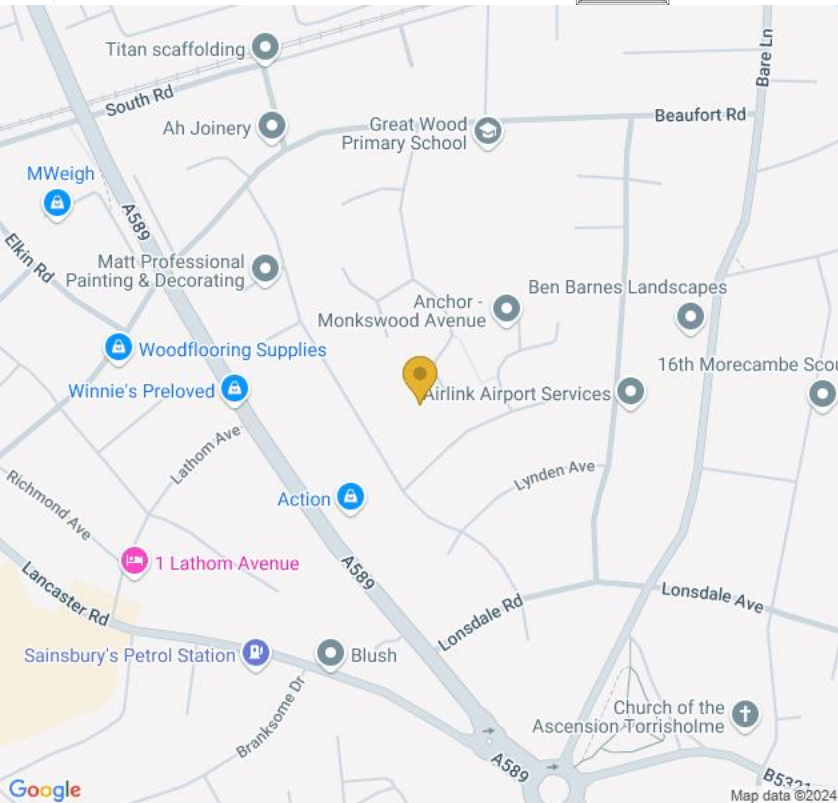 Titan scaffolding
South Rd
Bare Ln
Beaufort Rd
Ah Joinery
Great Wood
Primary School
MWeigh
A589
Elkin Rd
Matt Professional
Painting & Decorating
Ben Barnes Landscapes
Anchor -
Monkswood Avenue
Woodflooring Supplies
16th Morecambe Scou
Winnie's Preloved
Airlink Airport Services
Lathom Ave
Lynden Ave
Richmond Ave
Action
1 Lathom Avenue
A589
Lancaster Rd
Lonsdale Rd
Lonsdale Ave
Sainsbury's Petrol Station
Blush
Branksome Dr
Church of the
Ascension Torrisholme
A589
B5321
Google
Map data ©2024